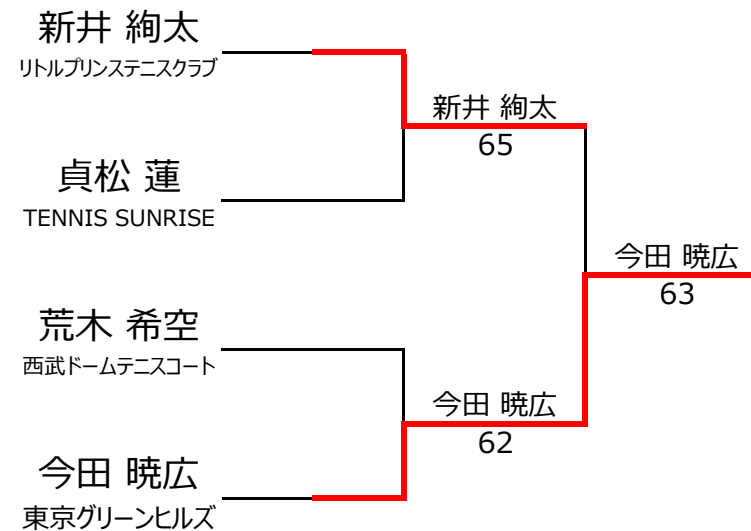 新井 絢太
リトルプリンステニスクラブ
新井 絢太
65
貞松 蓮
TENNIS SUNRISE
今田 暁広
63
荒木 希空
西武ドームテニスコート
今田 暁広
62
今田 暁広
東京グリーンヒルズ